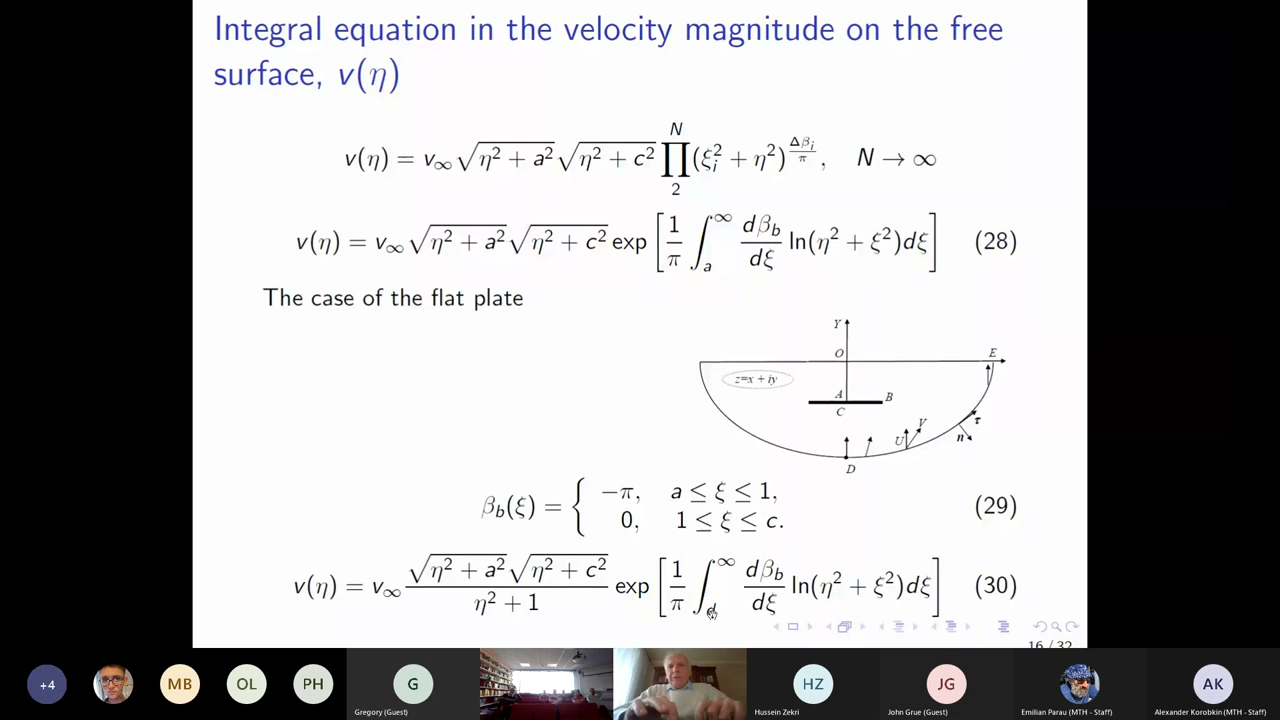 Integral equation in the velocity magnitude on the free
surface, v(η)
v(η) = v∞ √(η² + a²) √(η² + c²) ∏₂ᴺ (ξᵢ² + η²)^(Δβᵢ/π), N → ∞
v(η) = v∞ √(η² + a²) √(η² + c²) exp [ 1/π ∫ₐ^∞ dβ_b/dξ ln(η² + ξ²)dξ ] (28)
The case of the flat plate
Y
O
E
z=x + iy
A
B
C
V
U
τ
n
D
β_b(ξ) = { −π, a ≤ ξ ≤ 1,
0, 1 ≤ ξ ≤ c. (29)
v(η) = v∞ √(η² + a²) √(η² + c²) / (η² + 1) exp [ 1/π ∫_d^∞ dβ_b/dξ ln(η² + ξ²)dξ ] (30)
16 / 32
+4
MB
OL
PH
G
HZ
JG
AK
Gregory (Guest)
Hussein Zekri
John Grue (Guest)
Emilian Parau (MTH - Staff)
Alexander Korobkin (MTH - Staff)